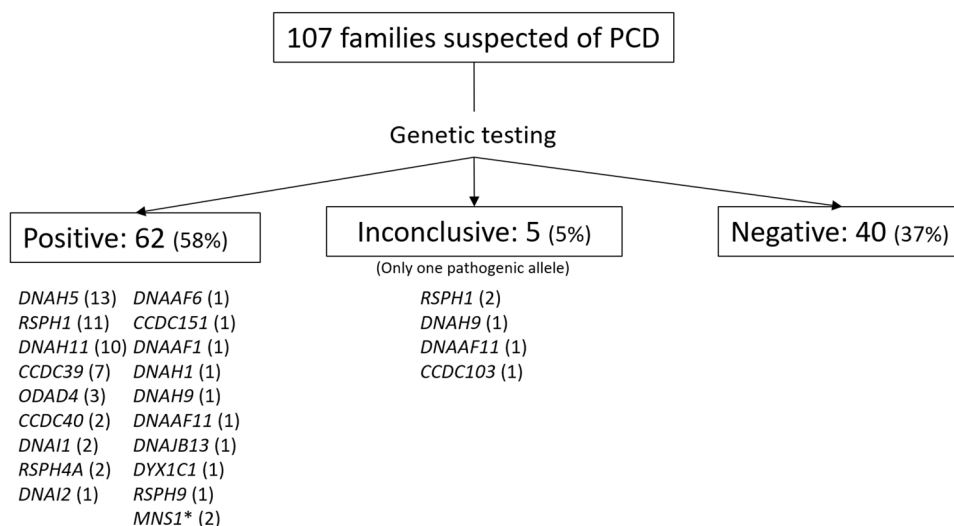 107 families suspected of PCD
Genetic testing
Positive: 62 (58%)
DNAH5 (13)
RSPH1 (11)
DNAH11 (10)
CCDC39 (7)
ODAD4 (3)
CCDC40 (2)
DNAI1 (2)
RSPH4A (2)
DNAI2 (1)
DNAAF6 (1)
CCDC151 (1)
DNAAF1 (1)
DNAH1 (1)
DNAH9 (1)
DNAAF11 (1)
DNAJB13 (1)
DYX1C1 (1)
RSPH9 (1)
MNS1* (2)
Inconclusive: 5 (5%)
(Only one pathogenic allele)
RSPH1 (2)
DNAH9 (1)
DNAAF11 (1)
CCDC103 (1)
Negative: 40 (37%)